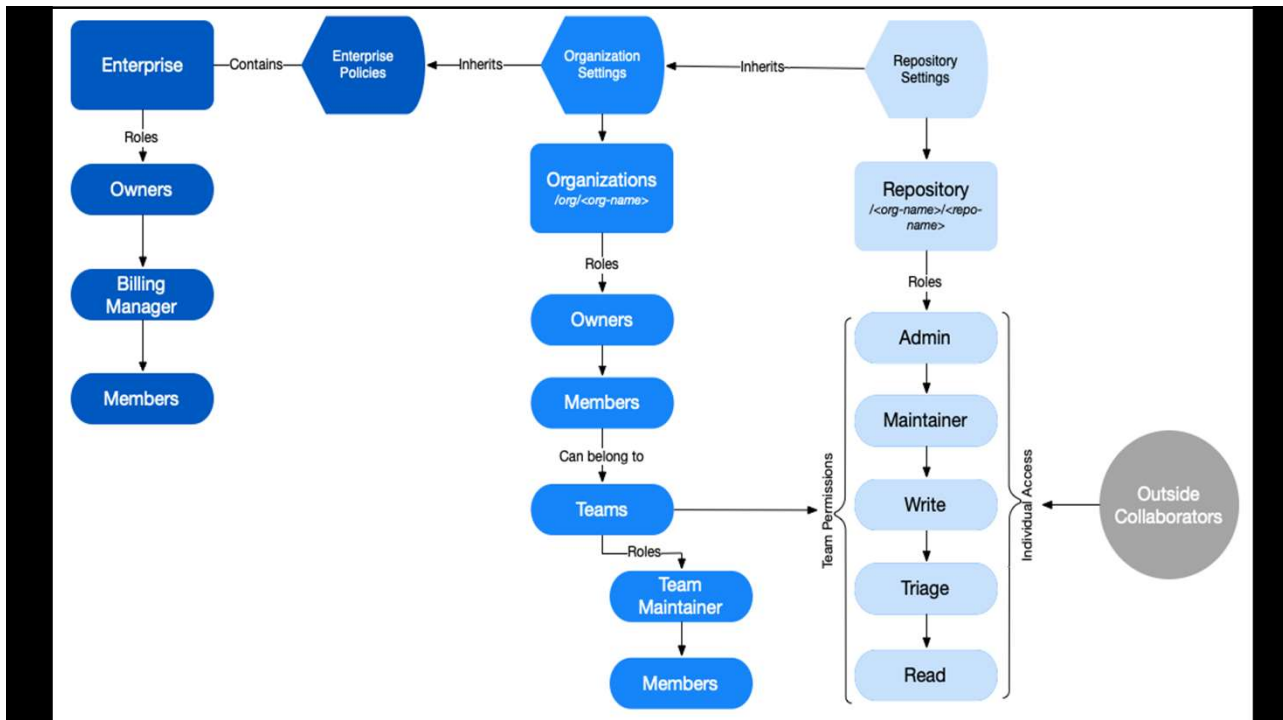 Enterprise
Contains
Enterprise
Policies
Inherits
Organization
Settings
Inherits
Repository
Settings
Roles
Owners
Billing
Manager
Members
Organizations
/org/<org-name>
Roles
Owners
Members
Can belong to
Teams
Roles
Team
Maintainer
Members
Repository
/<org-name>/<repo-
name>
Roles
Team Permissions
Admin
Maintainer
Write
Triage
Read
Individual Access
Outside
Collaborators